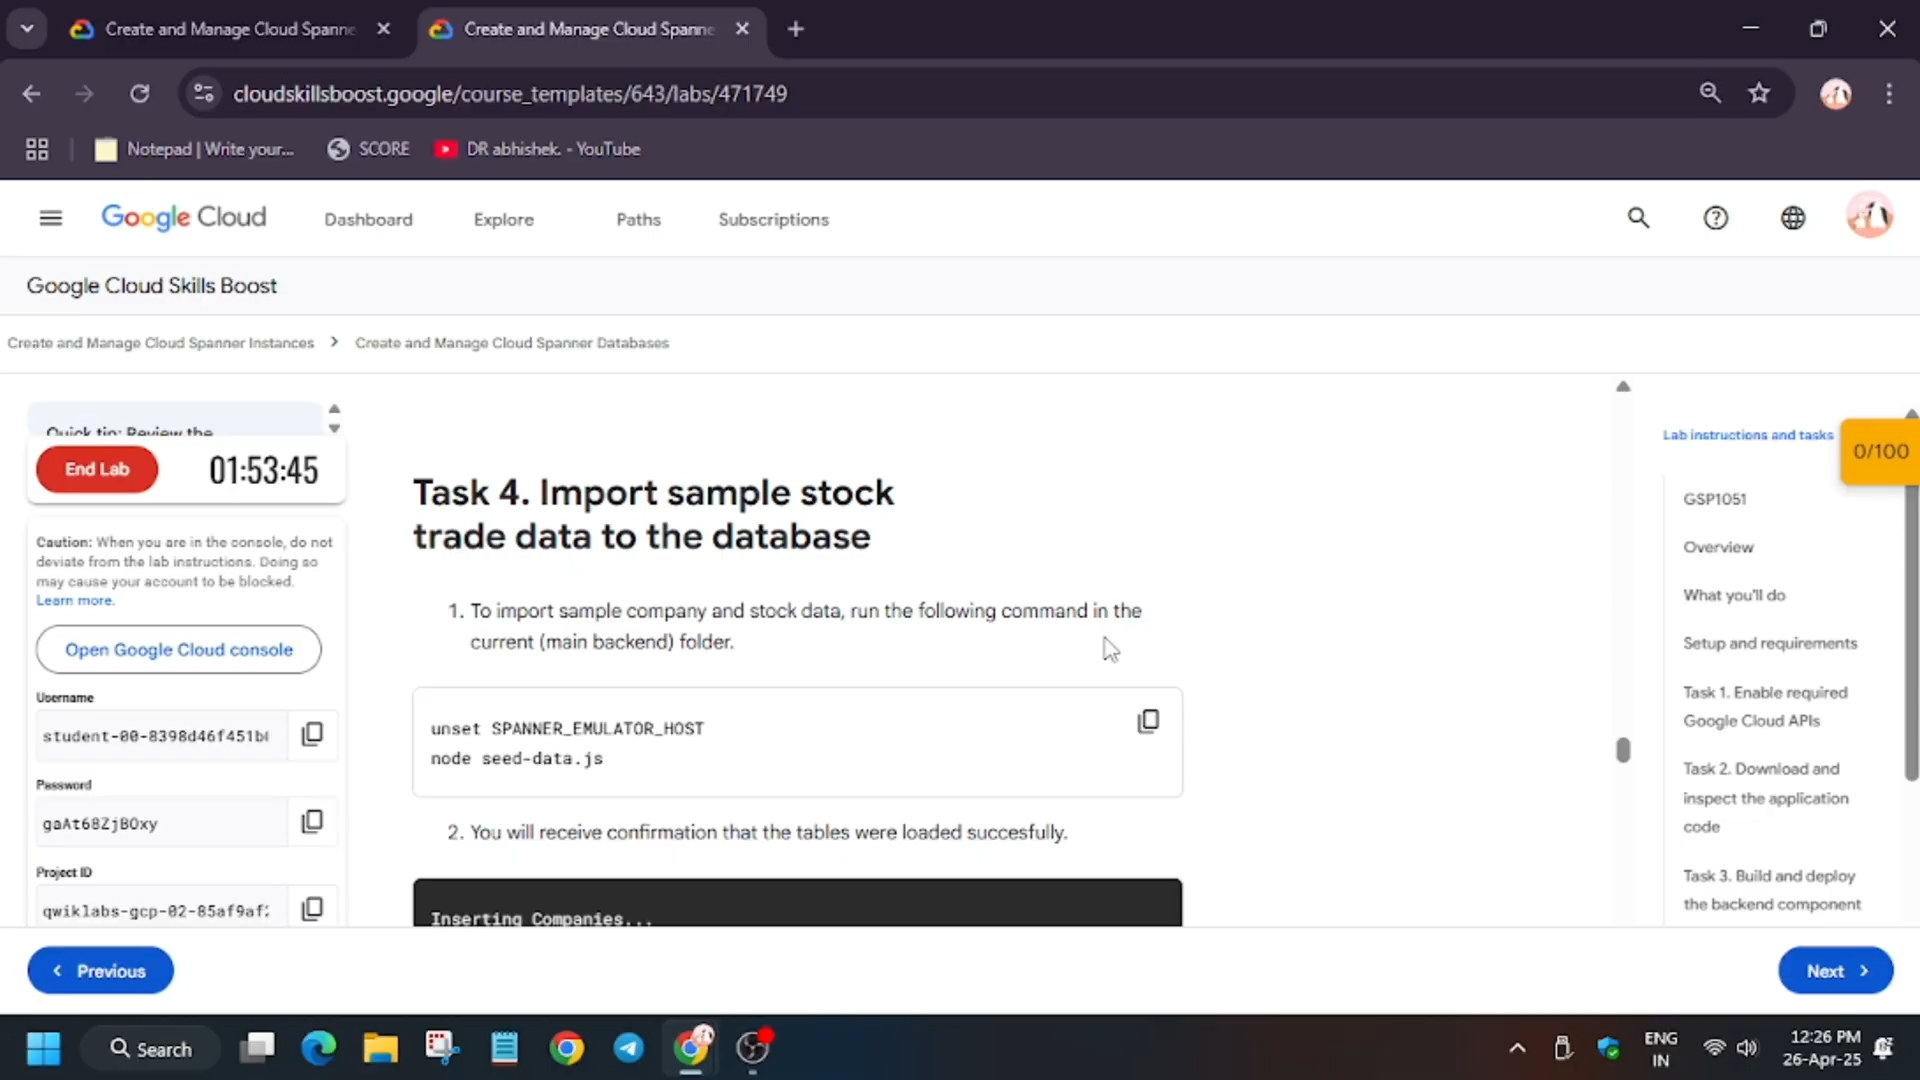 Create and Manage Cloud Spanne
Create and Manage Cloud Spanne
cloudskillsboost.google/course_templates/643/labs/471749
Notepad | Write your...
SCORE
DR abhishek. - YouTube
Google Cloud
Dashboard
Explore
Paths
Subscriptions
Google Cloud Skills Boost
Create and Manage Cloud Spanner Instances
Create and Manage Cloud Spanner Databases
Quick tip: Review the
End Lab
01:53:45
Caution: When you are in the console, do not
deviate from the lab instructions. Doing so
may cause your account to be blocked.
Learn more.
Open Google Cloud console
Username
student-00-8398d46f451b
Password
gaAt68ZjBOxy
Project ID
qwiklabs-gcp-02-85af9af2
Task 4. Import sample stock
trade data to the database
1. To import sample company and stock data, run the following command in the
current (main backend) folder.
unset SPANNER_EMULATOR_HOST
node seed-data.js
2. You will receive confirmation that the tables were loaded succesfully.
Inserting Companies...
Lab instructions and tasks
0/100
GSP1051
Overview
What you'll do
Setup and requirements
Task 1. Enable required
Google Cloud APIs
Task 2. Download and
inspect the application
code
Task 3. Build and deploy
the backend component
Previous
Next
Search
ENG
IN
12:26 PM
26-Apr-25